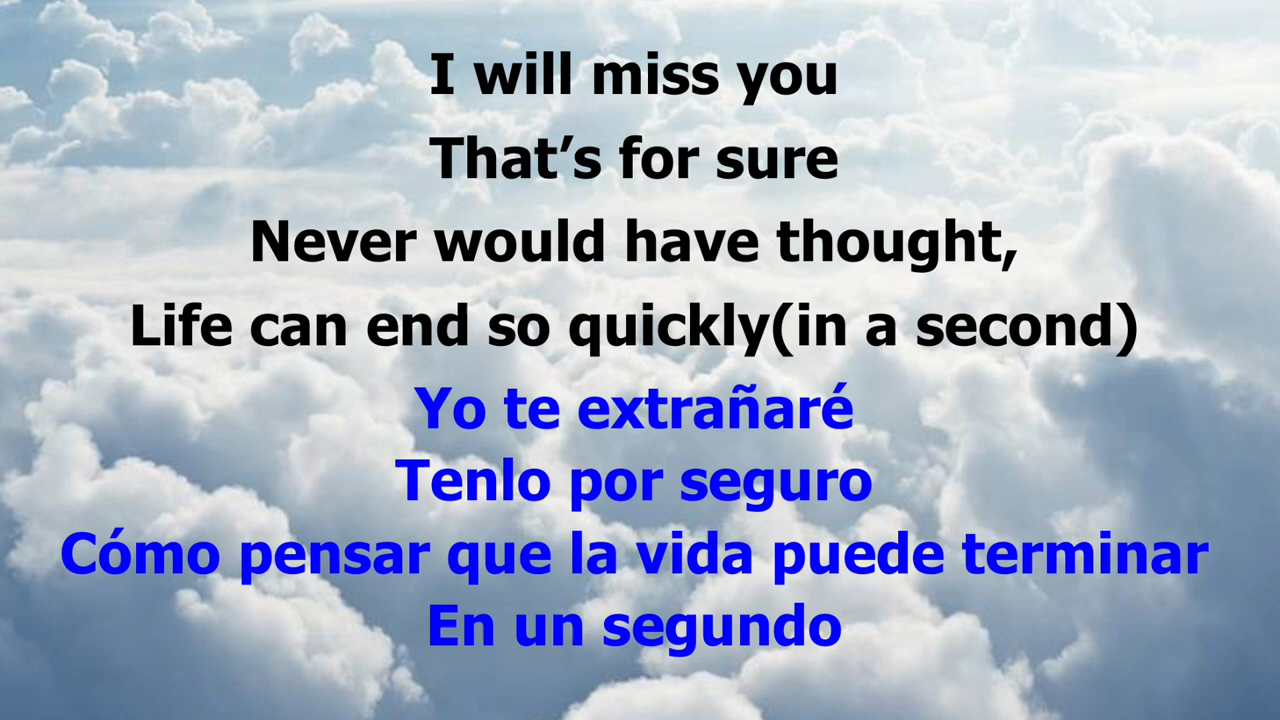 I will miss you
That’s for sure
Never would have thought,
Life can end so quickly(in a second)
Yo te extrañaré
Tenlo por seguro
Cómo pensar que la vida puede terminar
En un segundo